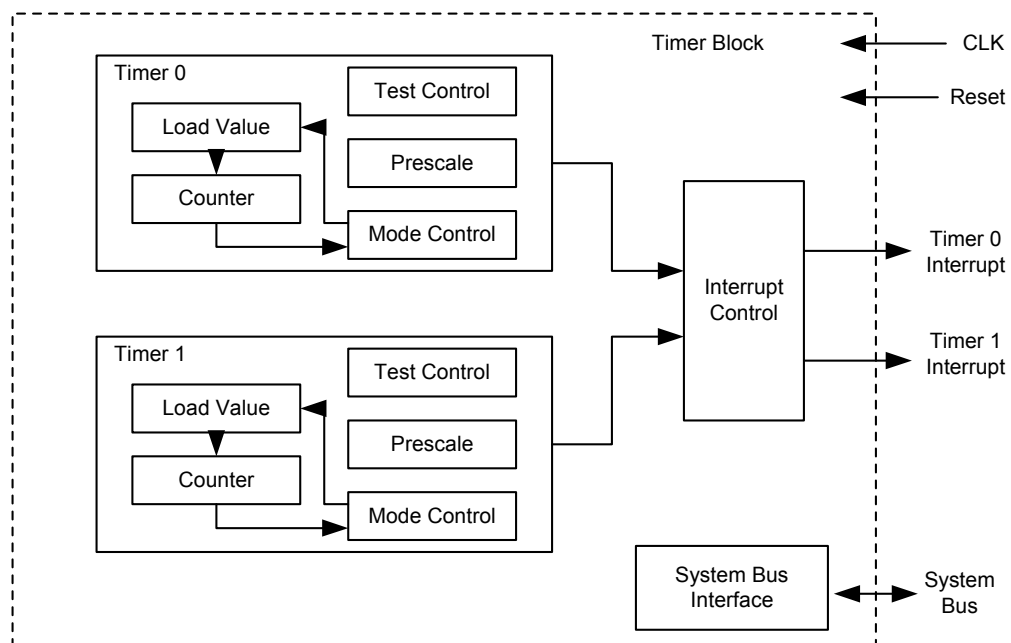 Timer Block
CLK
Reset
Timer 0
Test Control
Load Value
Prescale
Counter
Mode Control
Interrupt
Control
Timer 0
Interrupt
Timer 1
Interrupt
Timer 1
Test Control
Load Value
Prescale
Counter
Mode Control
System Bus
Interface
System
Bus